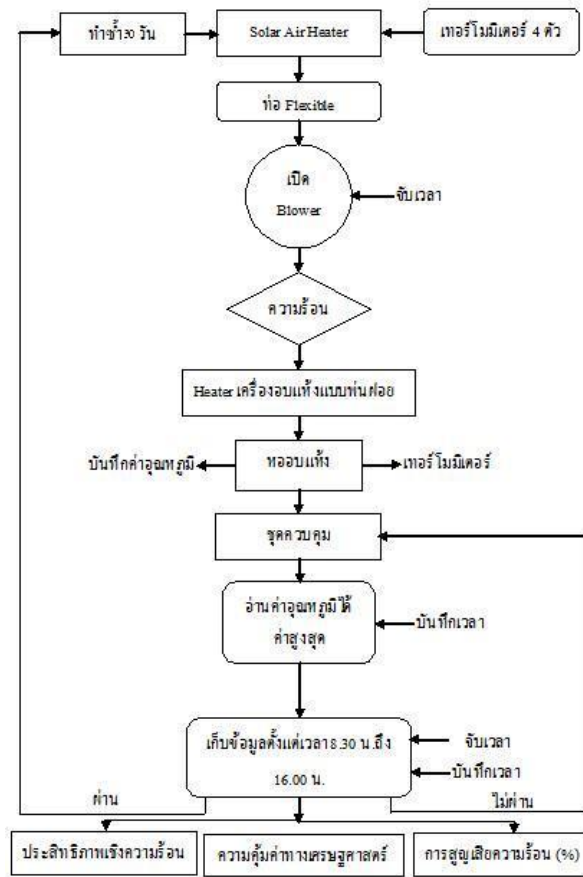 ทำซ้ำ30 วัน
Solar Air Heater
เทอร์โมมิเตอร์ 4 ตัว
ท่อ Flexible
เปิด
Blower
จับเวลา
ความร้อน
Heater เครื่องอบแห้งแบบพ่นฝอย
บันทึกค่าอุณหภูมิ
หออบแห้ง
เทอร์โมมิเตอร์
ชุดควบคุม
อ่านค่าอุณหภูมิได้
ค่าสูงสุด
บันทึกเวลา
เก็บข้อมูลตั้งแต่เวลา8.30 น.ถึง
16.00 น.
จับเวลา
บันทึกเวลา
ผ่าน
ไม่ผ่าน
ประสิทธิภาพเชิงความร้อน
ความคุ้มค่าทางเศรษฐศาสตร์
การสูญเสียความร้อน (%)